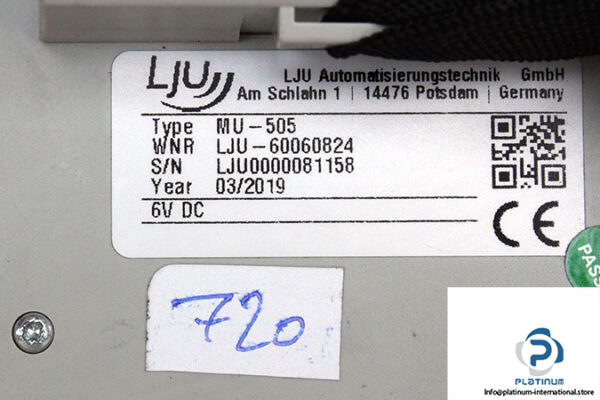 LJU
LJU Automatisierungstechnik GmbH
Am Schlahn 1 | 14476 Potsdam | Germany
Type MU-505
WNR LJU-60060824
S/N LJU0000081158
Year 03/2019
6V DC
CE
PASS
720
PLATINUM
Info@platinum-international.store